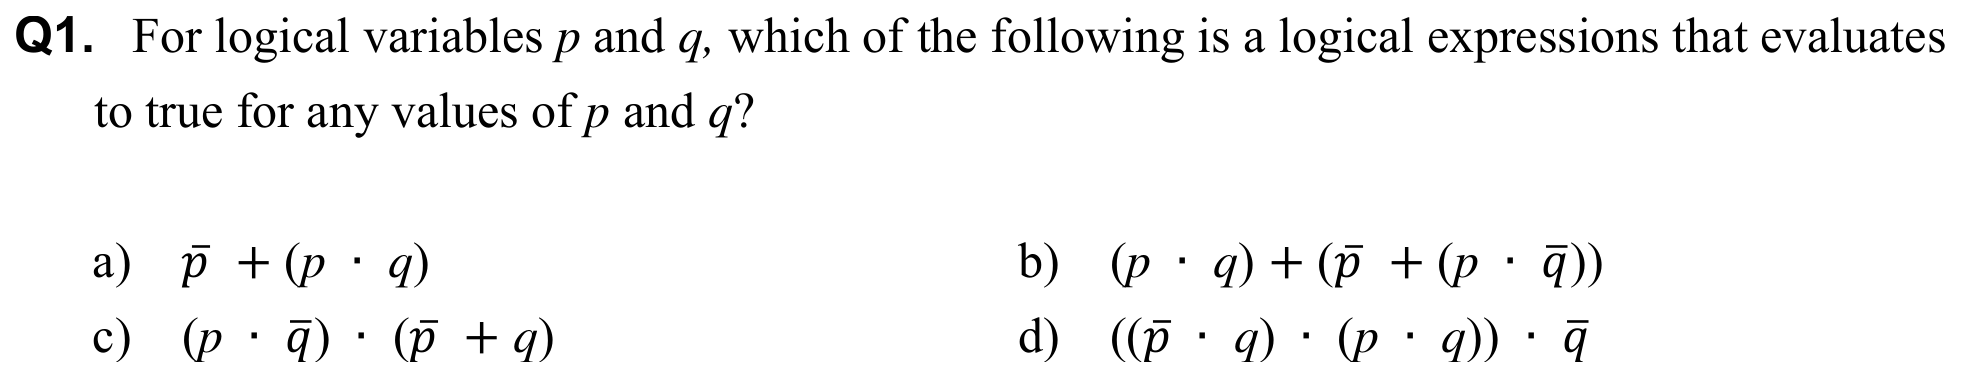 Q1. For logical variables p and q, which of the following is a logical expressions that evaluates
to true for any values of p and q?
a) p̅ + (p · q)
b) (p · q) + (p̅ + (p · q̅))
c) (p · q̅) · (p̅ + q)
d) ((p̅ · q) · (p · q)) · q̅